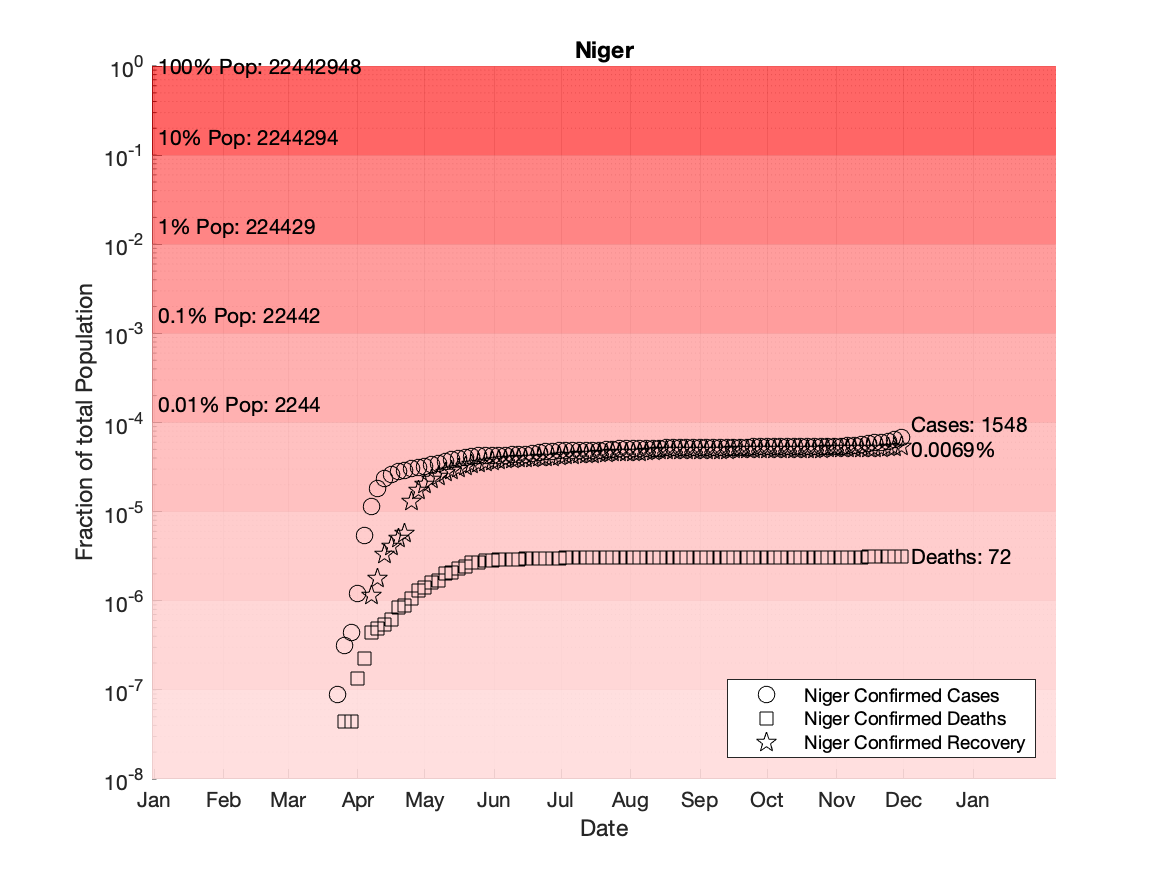 Niger
10^0
100% Pop: 22442948
10% Pop: 2244294
10^-1
1% Pop: 224429
10^-2
0.1% Pop: 22442
10^-3
0.01% Pop: 2244
10^-4
Cases: 1548
0.0069%
10^-5
Deaths: 72
10^-6
10^-7
10^-8
Fraction of total Population
Niger Confirmed Cases
Niger Confirmed Deaths
Niger Confirmed Recovery
Jan Feb Mar Apr May Jun Jul Aug Sep Oct Nov Dec Jan
Date